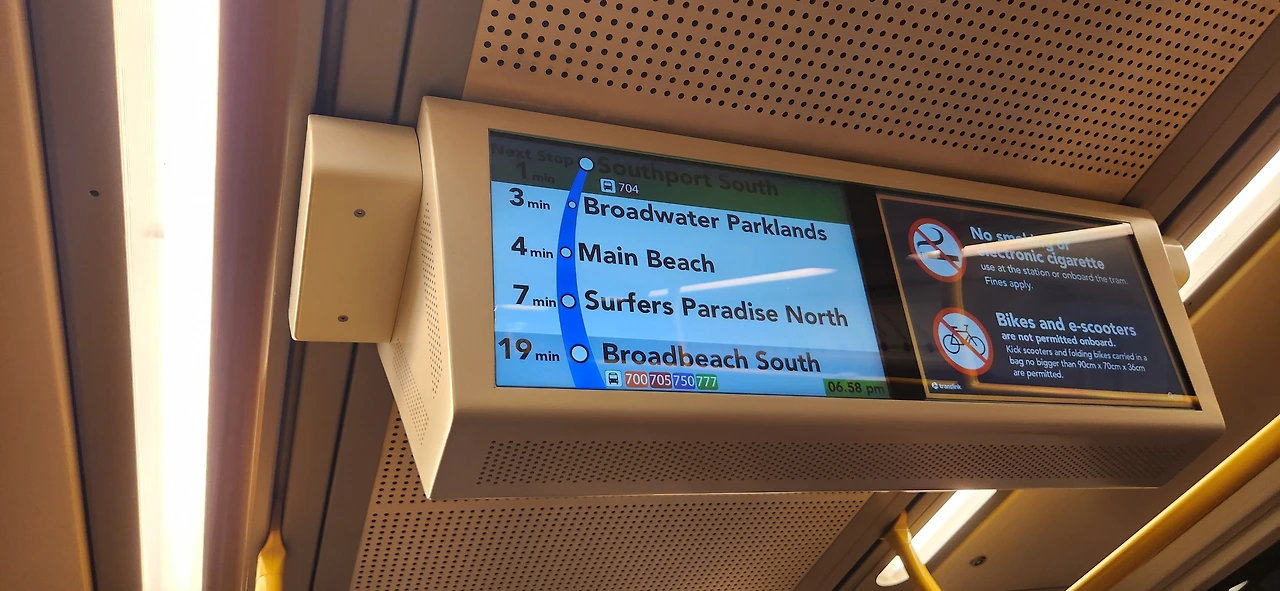 Next Stop
1 min Southport South
704
3 min Broadwater Parklands
4 min Main Beach
7 min Surfers Paradise North
19 min Broadbeach South
700 705 750 777
06.58 pm
No smoking or
electronic cigarette
use at the station or onboard the tram.
Fines apply.
Bikes and e-scooters
are not permitted onboard.
Kick scooters and folding bikes carried in a
bag no bigger than 90cm x 70cm x 36cm
are permitted.
translink